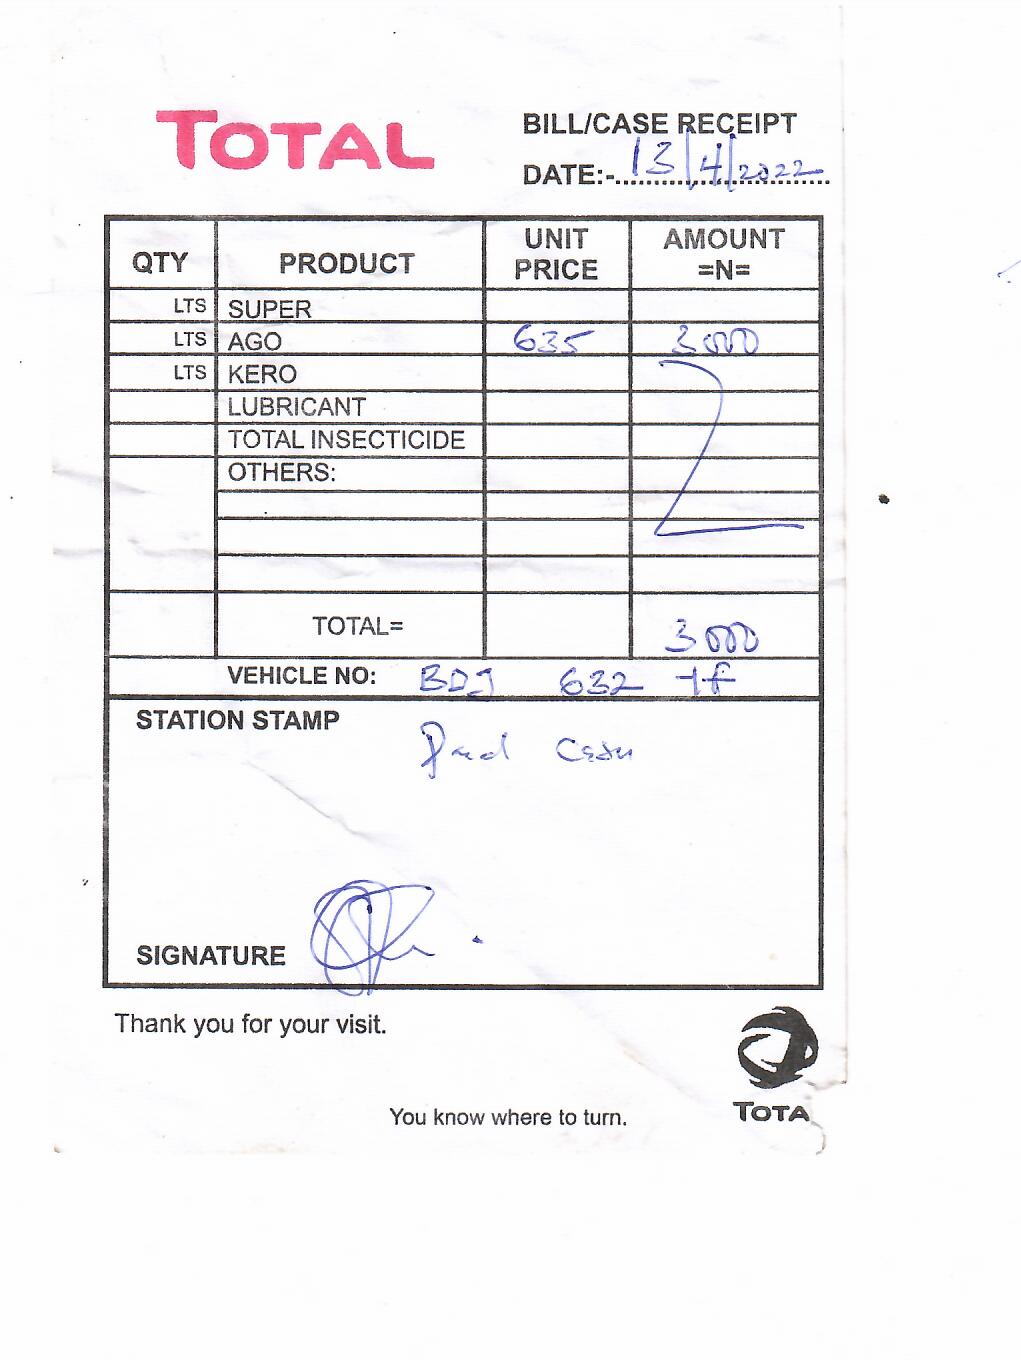 TOTAL
BILL/CASE RECEIPT
DATE:- 13/4/2022
QTY PRODUCT UNIT PRICE AMOUNT =N=
LTS SUPER
LTS AGO 635 3000
LTS KERO
LUBRICANT
TOTAL INSECTICIDE
OTHERS:
TOTAL= 3000
VEHICLE NO: BDJ 632
STATION STAMP
Paid Cash
SIGNATURE
Thank you for your visit.
TOTA
You know where to turn.